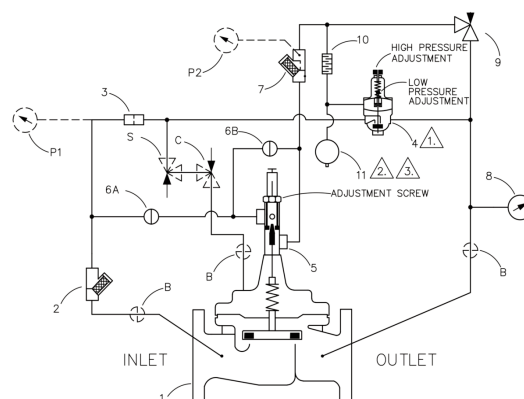 P2
10
HIGH PRESSURE
ADJUSTMENT
9
7
LOW
PRESSURE
ADJUSTMENT
3
P1
S
C
6B
4
1.
11
2.
3.
6A
ADJUSTMENT SCREW
8
B
5
B
2
B
INLET
OUTLET
1